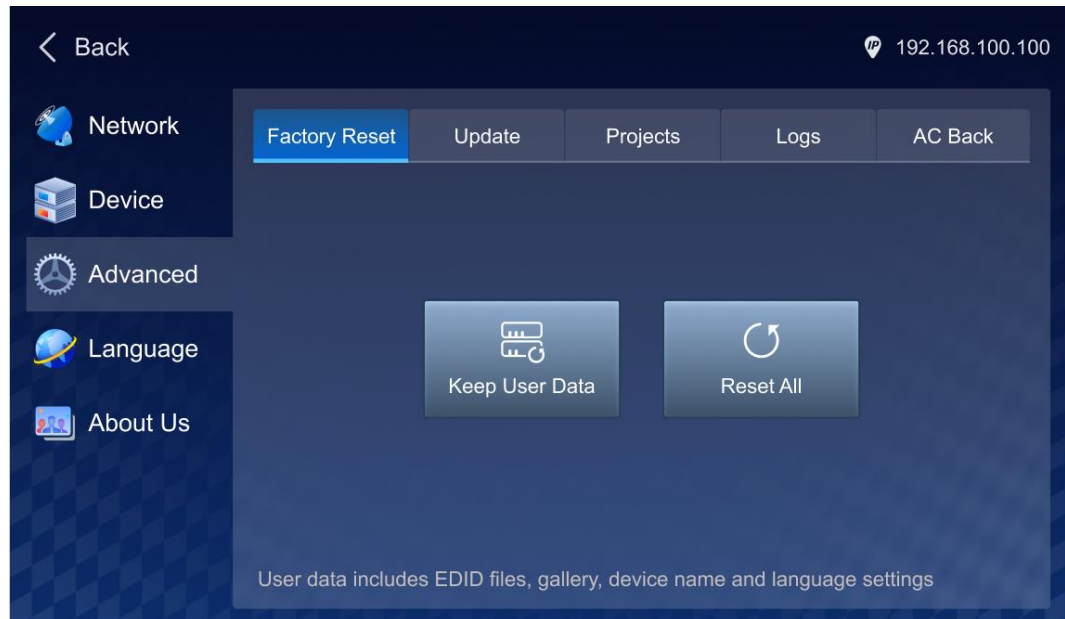 Back
IP 192.168.100.100
Network
Device
Advanced
Language
About Us
Factory Reset Update Projects Logs AC Back
Keep User Data
Reset All
User data includes EDID files, gallery, device name and language settings